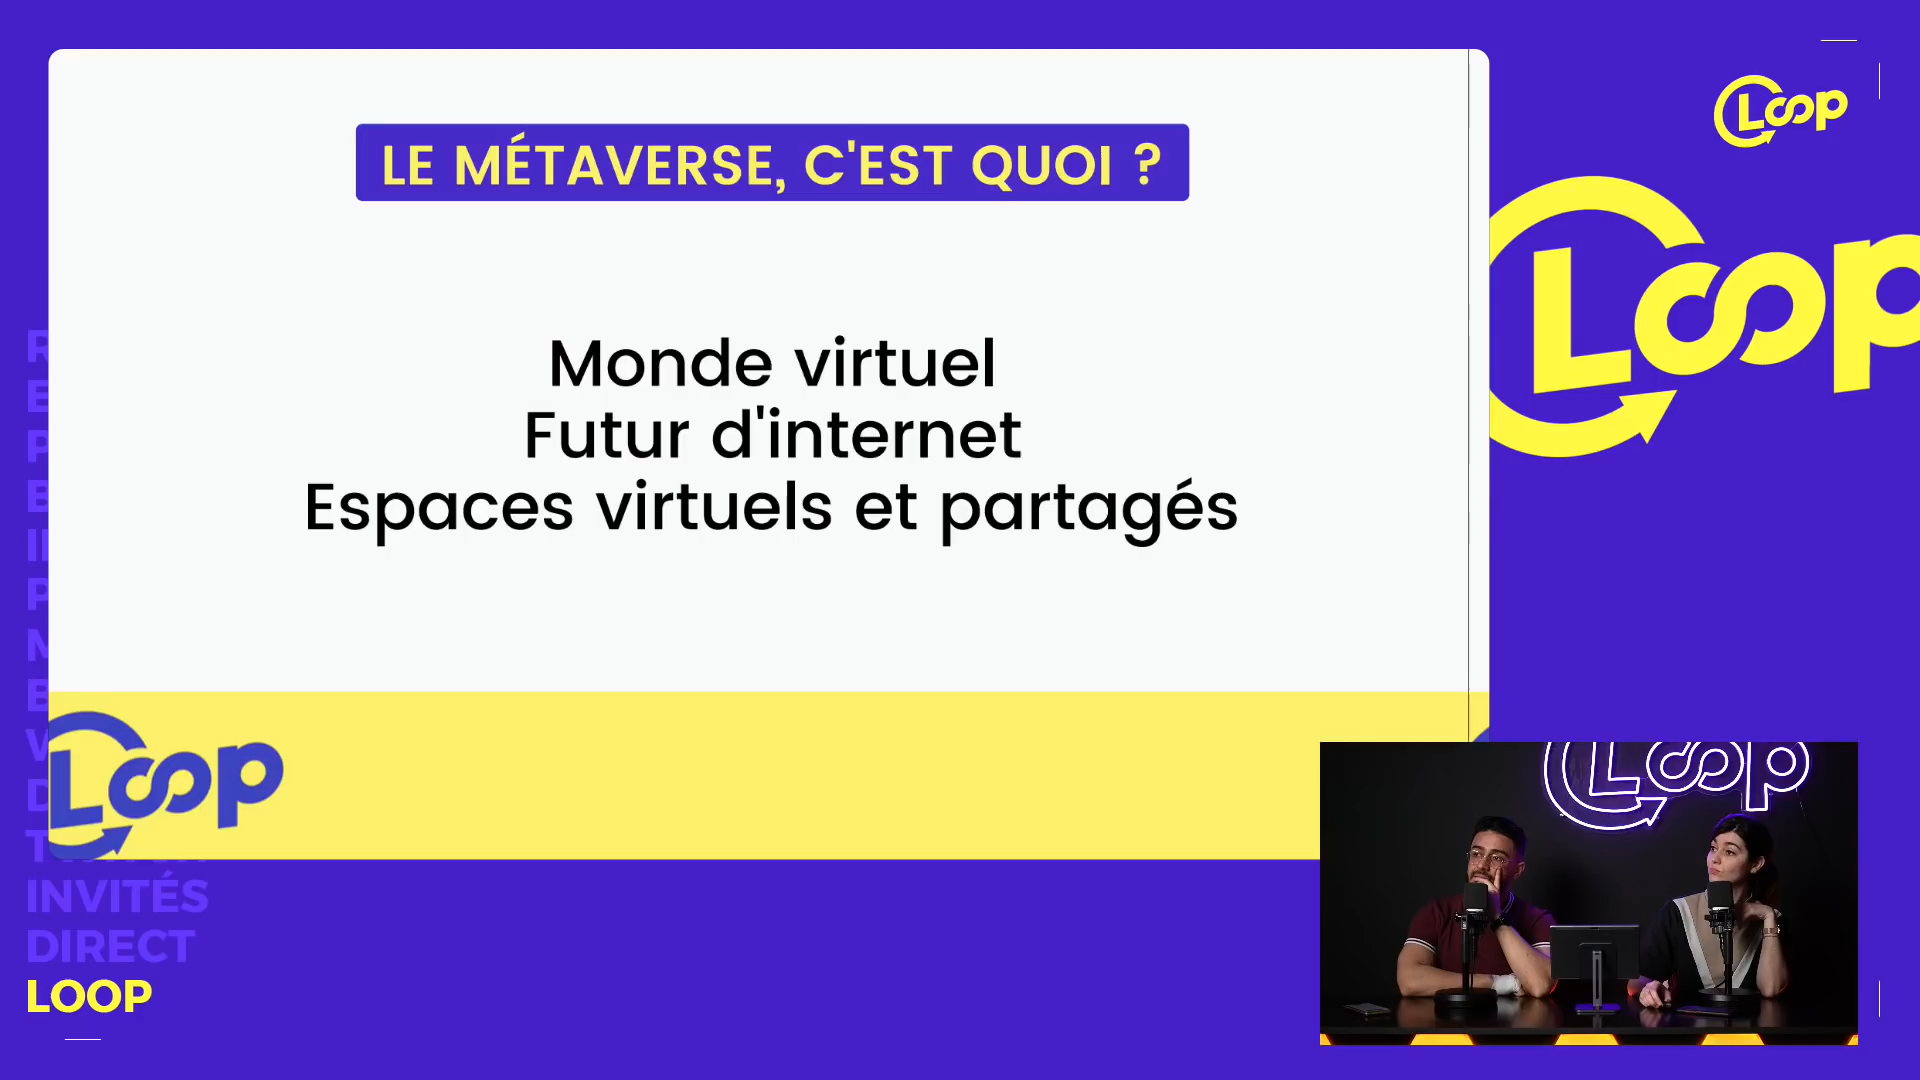 LE MÉTAVERSE, C'EST QUOI ?
Monde virtuel
Futur d'internet
Espaces virtuels et partagés
Loop
Loop
Loop
Loop
INVITÉS
DIRECT
LOOP